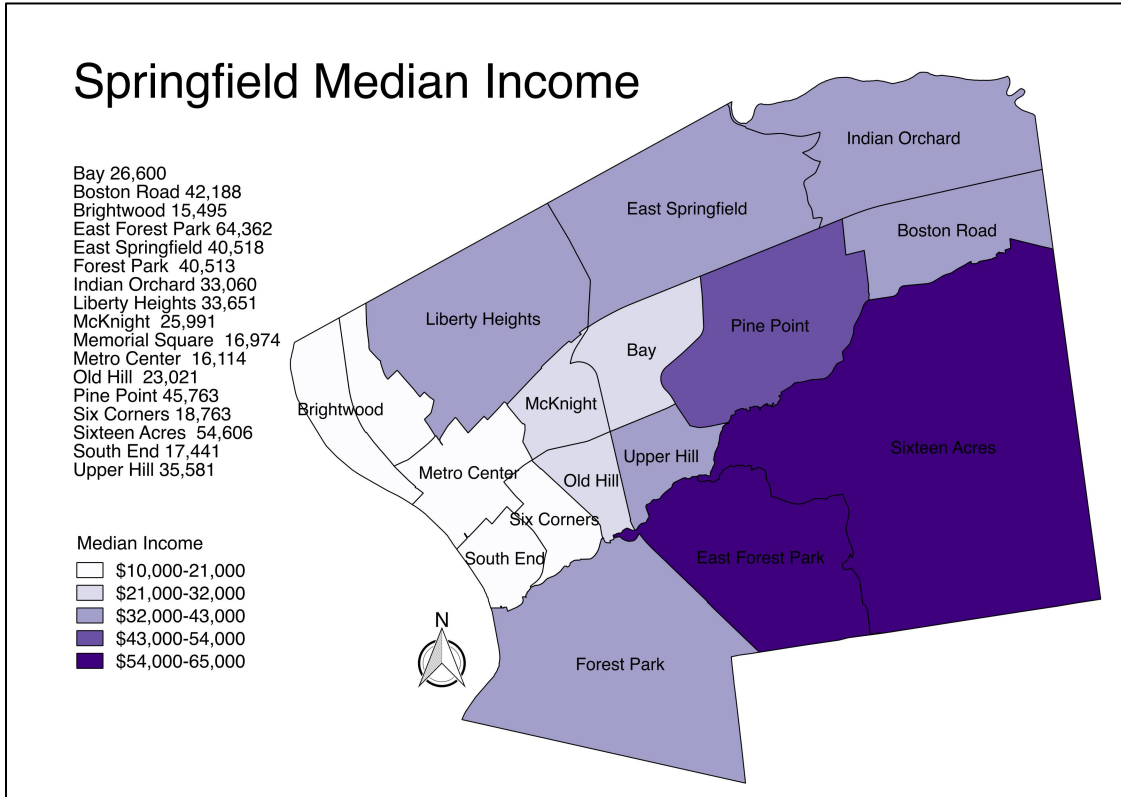 Springfield Median Income
Bay 26,600
Boston Road 42,188
Brightwood 15,495
East Forest Park 64,362
East Springfield 40,518
Forest Park  40,513
Indian Orchard 33,060
Liberty Heights 33,651
McKnight  25,991
Memorial Square  16,974
Metro Center  16,114
Old Hill  23,021
Pine Point 45,763
Six Corners 18,763
Sixteen Acres  54,606
South End 17,441
Upper Hill 35,581
Indian Orchard
East Springfield
Boston Road
Liberty Heights
Pine Point
Bay
McKnight
Brightwood
Sixteen Acres
Upper Hill
Metro Center
Old Hill
Six Corners
South End
East Forest Park
Forest Park
Median Income
$10,000-21,000
$21,000-32,000
$32,000-43,000
$43,000-54,000
$54,000-65,000
N